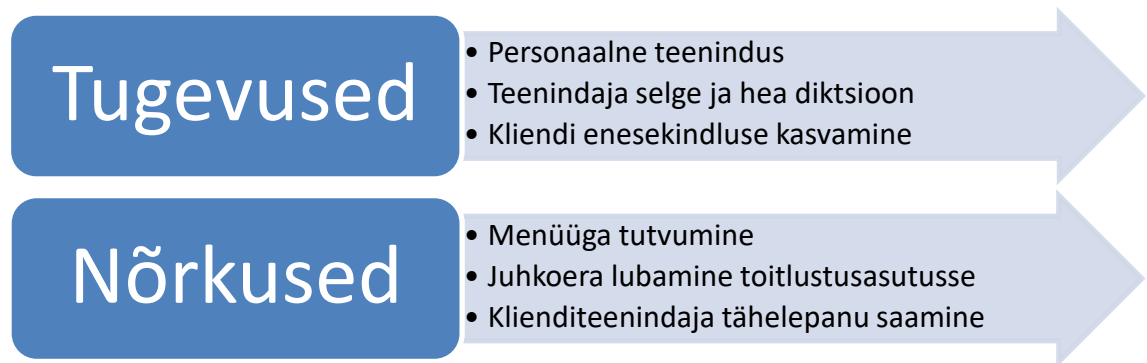 Tugevused
• Personaalne teenindus
• Teenindaja selge ja hea diktsioon
• Kliendi enesekindluse kasvamine
Nõrkused
• Menüüga tutvumine
• Juhkoera lubamine toitlustusasutusse
• Klienditeenindaja tähelepanu saamine